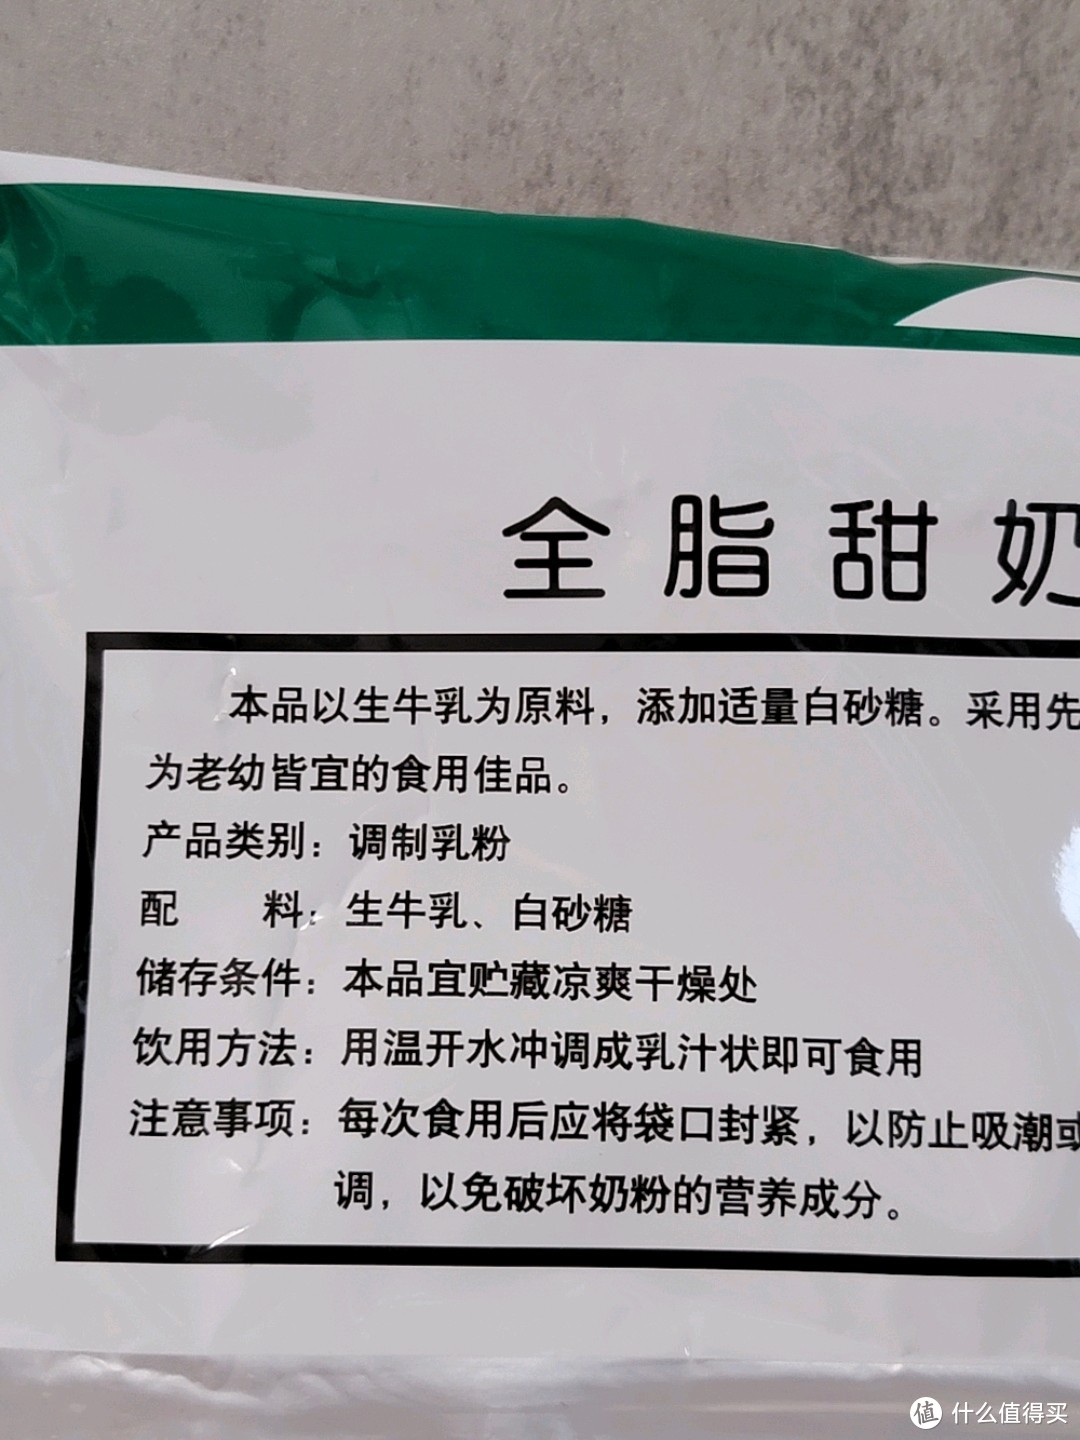 全脂甜奶
本品以生牛乳为原料，添加适量白砂糖。采用先
为老幼皆宜的食用佳品。
产品类别：调制乳粉
配 料：生牛乳、白砂糖
储存条件：本品宜贮藏凉爽干燥处
饮用方法：用温开水冲调成乳汁状即可食用
注意事项：每次食用后应将袋口封紧，以防止吸潮或
调，以免破坏奶粉的营养成分。
值 什么值得买